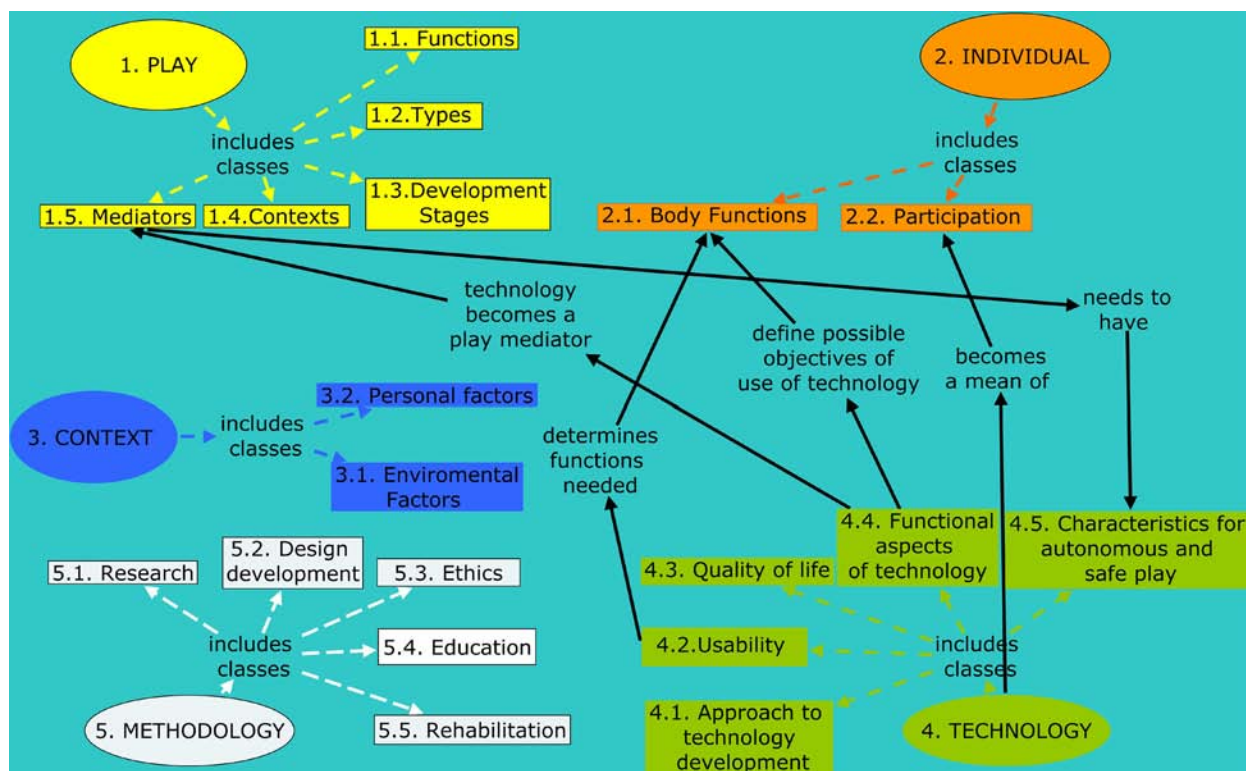 1. PLAY
1.1. Functions
1.2.Types
includes
classes
1.3.Development
Stages
1.4.Contexts
1.5. Mediators
2. INDIVIDUAL
includes
classes
2.1. Body Functions
2.2. Participation
technology
becomes a
play mediator
define possible
objectives of
use of technology
becomes
a mean of
needs to
have
3. CONTEXT
includes
classes
3.2. Personal factors
3.1. Enviromental
Factors
determines
functions
needed
4.4. Functional
aspects
of technology
4.5. Characteristics for
autonomous and
safe play
4.3. Quality of life
4.2.Usability
includes
classes
4.1. Approach to
technology
development
4. TECHNOLOGY
5.1. Research
5.2. Design
development
5.3. Ethics
includes
classes
5.4. Education
5.5. Rehabilitation
5. METHODOLOGY